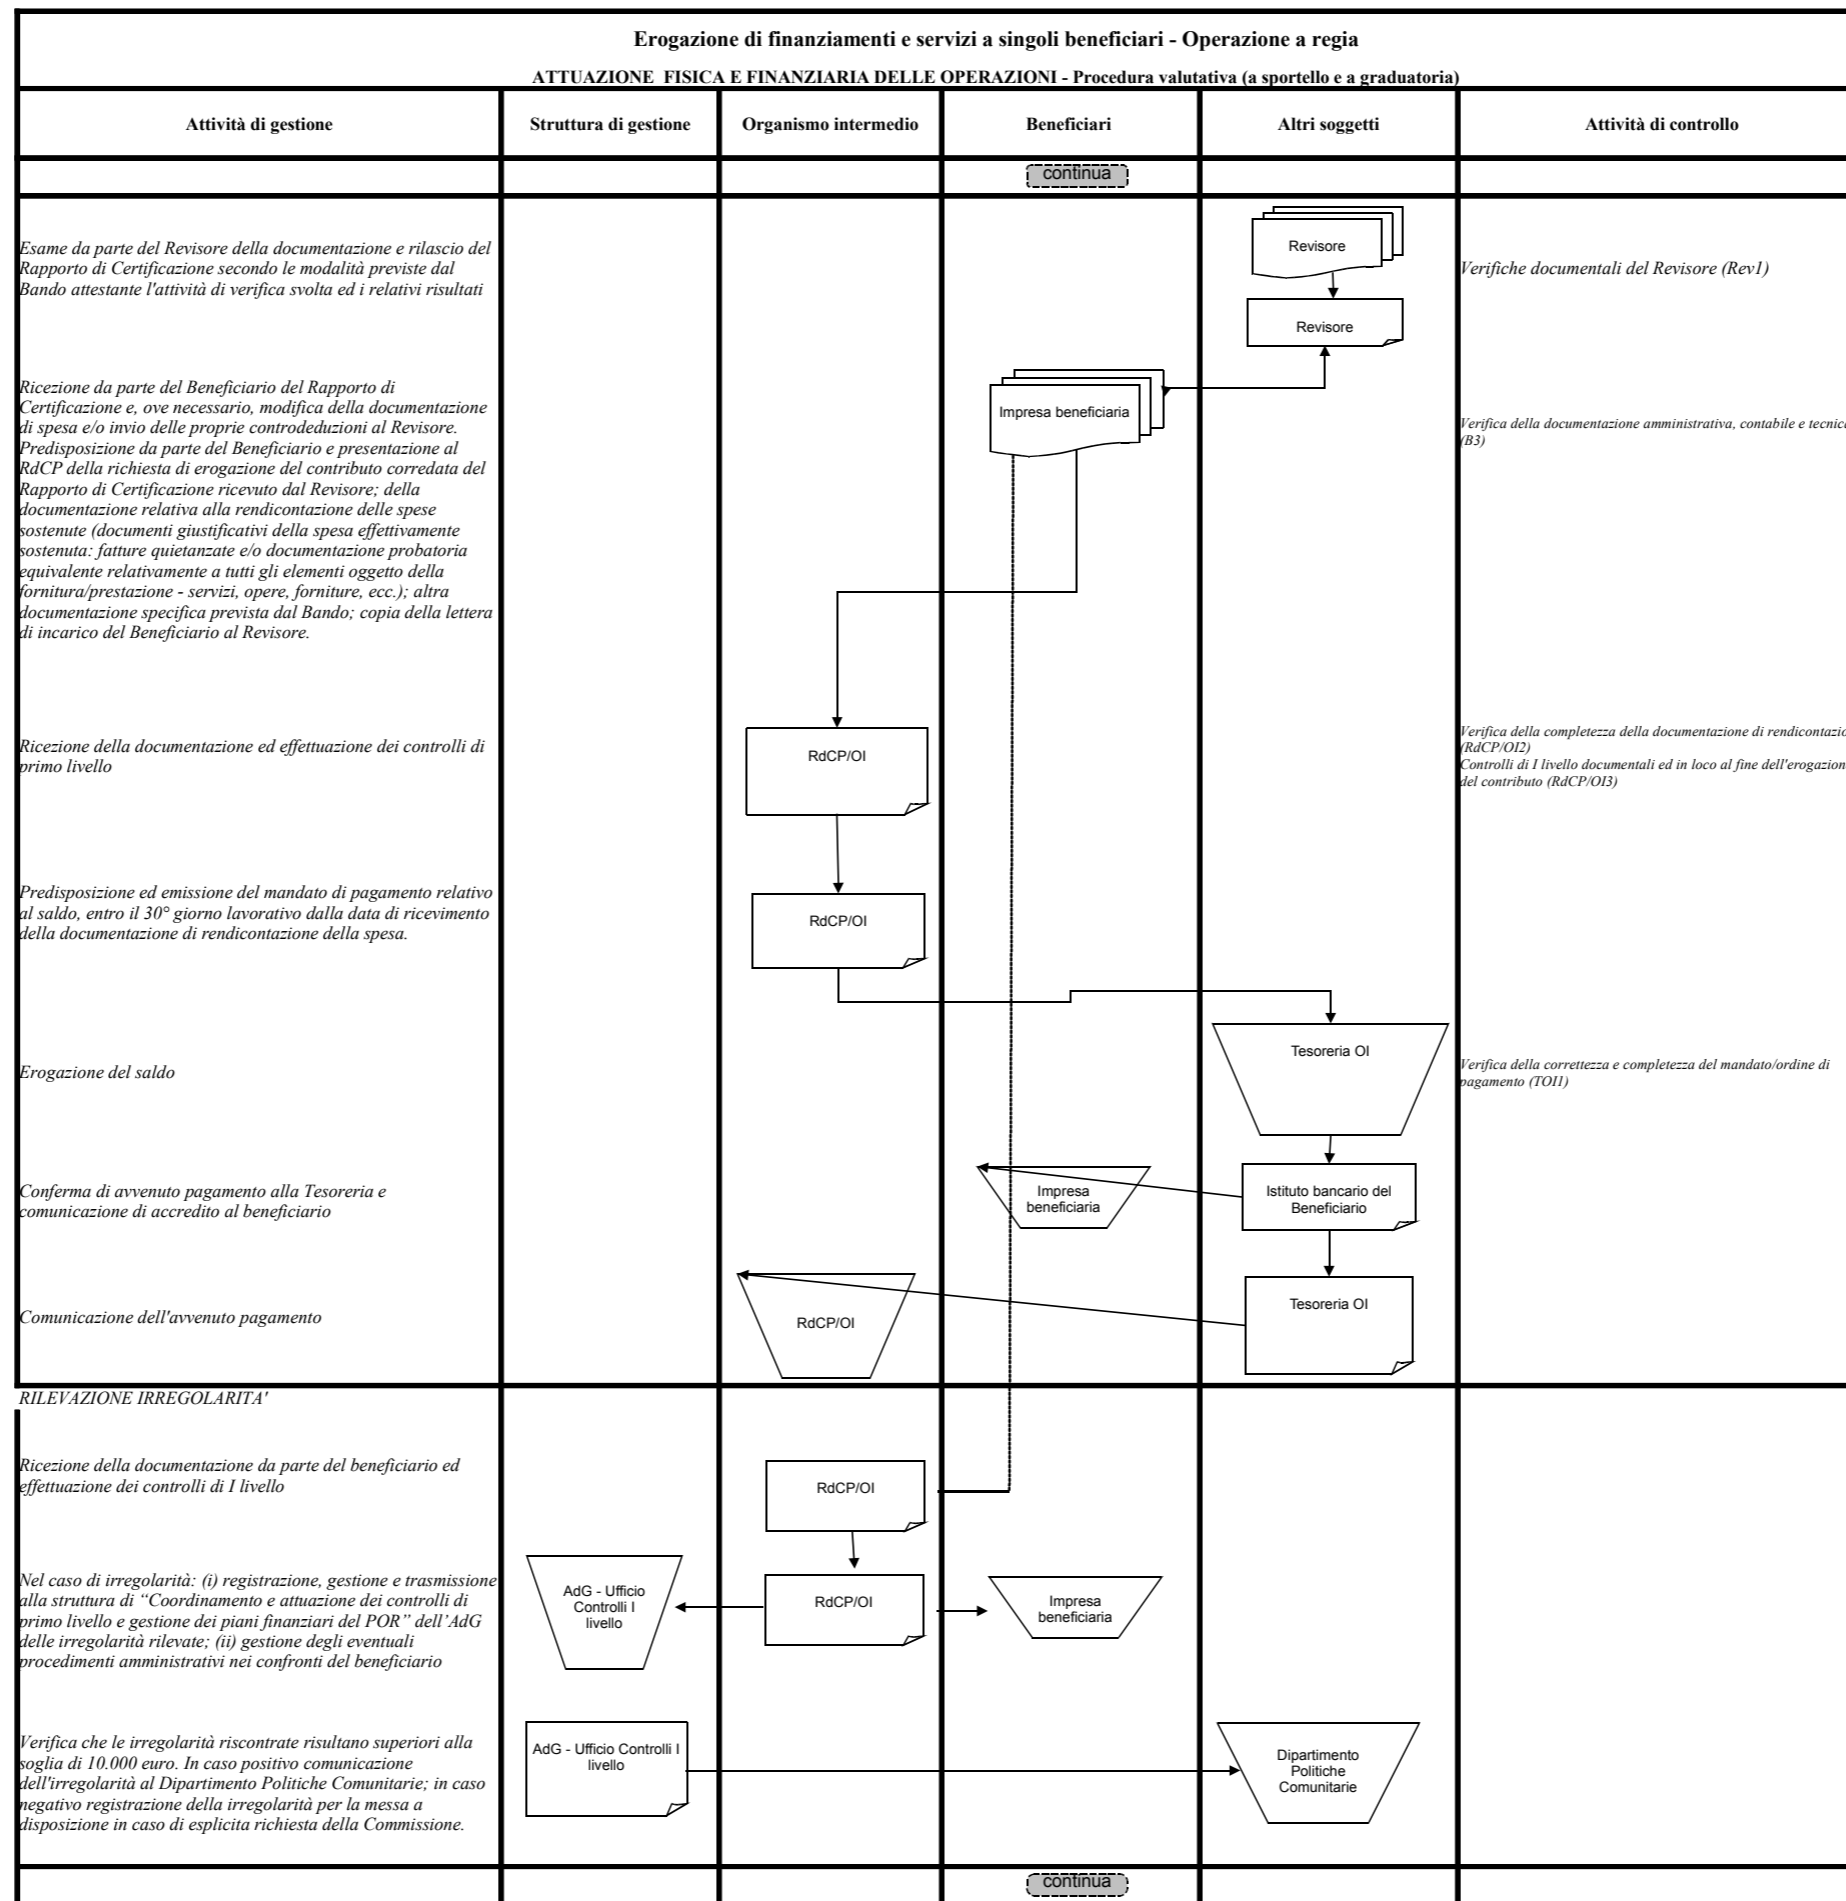 Erogazione di finanziamenti e servizi a singoli beneficiari - Operazione a regia
ATTUAZIONE FISICA E FINANZIARIA DELLE OPERAZIONI - Procedura valutativa (a sportello e a graduatoria)
Attività di gestione
Struttura di gestione
Organismo intermedio
Beneficiari
Altri soggetti
Attività di controllo
continua
Esame da parte del Revisore della documentazione e rilascio del
Rapporto di Certificazione secondo le modalità previste dal
Bando attestante l'attività di verifica svolta ed i relativi risultati
Revisore
Revisore
Verifiche documentali del Revisore (Rev1)
Ricezione da parte del Beneficiario del Rapporto di
Certificazione e, ove necessario, modifica della documentazione
di spesa e/o invio delle proprie controdeduzioni al Revisore.
Predisposizione da parte del Beneficiario e presentazione al
RdCP della richiesta di erogazione del contributo corredata del
Rapporto di Certificazione ricevuto dal Revisore; della
documentazione relativa alla rendicontazione delle spese
sostenute (documenti giustificativi della spesa effettivamente
sostenuta: fatture quietanzate e/o documentazione probatoria
equivalente relativamente a tutti gli elementi oggetto della
fornitura/prestazione - servizi, opere, forniture, ecc.); altra
documentazione specifica prevista dal Bando; copia della lettera
di incarico del Beneficiario al Revisore.
Impresa beneficiaria
Verifica della documentazione amministrativa, contabile e tecnica
(B3)
Ricezione della documentazione ed effettuazione dei controlli di
primo livello
RdCP/OI
Verifica della completezza della documentazione di rendicontazio
(RdCP/OI2)
Controlli di I livello documentali ed in loco al fine dell'erogazion
del contributo (RdCP/OI3)
Predisposizione ed emissione del mandato di pagamento relativo
al saldo, entro il 30° giorno lavorativo dalla data di ricevimento
della documentazione di rendicontazione della spesa.
RdCP/OI
Erogazione del saldo
Tesoreria OI
Verifica della correttezza e completezza del mandato/ordine di
pagamento (TOI1)
Conferma di avvenuto pagamento alla Tesoreria e
comunicazione di accredito al beneficiario
Impresa
beneficiaria
Istituto bancario del
Beneficiario
Comunicazione dell'avvenuto pagamento
RdCP/OI
Tesoreria OI
RILEVAZIONE IRREGOLARITA'
Ricezione della documentazione da parte del beneficiario ed
effettuazione dei controlli di I livello
RdCP/OI
Nel caso di irregolarità: (i) registrazione, gestione e trasmissione
alla struttura di “Coordinamento e attuazione dei controlli di
primo livello e gestione dei piani finanziari del POR” dell’AdG
delle irregolarità rilevate; (ii) gestione degli eventuali
procedimenti amministrativi nei confronti del beneficiario
AdG - Ufficio
Controlli I
livello
RdCP/OI
Impresa
beneficiaria
Verifica che le irregolarità riscontrate risultano superiori alla
soglia di 10.000 euro. In caso positivo comunicazione
dell'irregolarità al Dipartimento Politiche Comunitarie; in caso
negativo registrazione della irregolarità per la messa a
disposizione in caso di esplicita richiesta della Commissione.
AdG - Ufficio Controlli I
livello
Dipartimento
Politiche
Comunitarie
continua